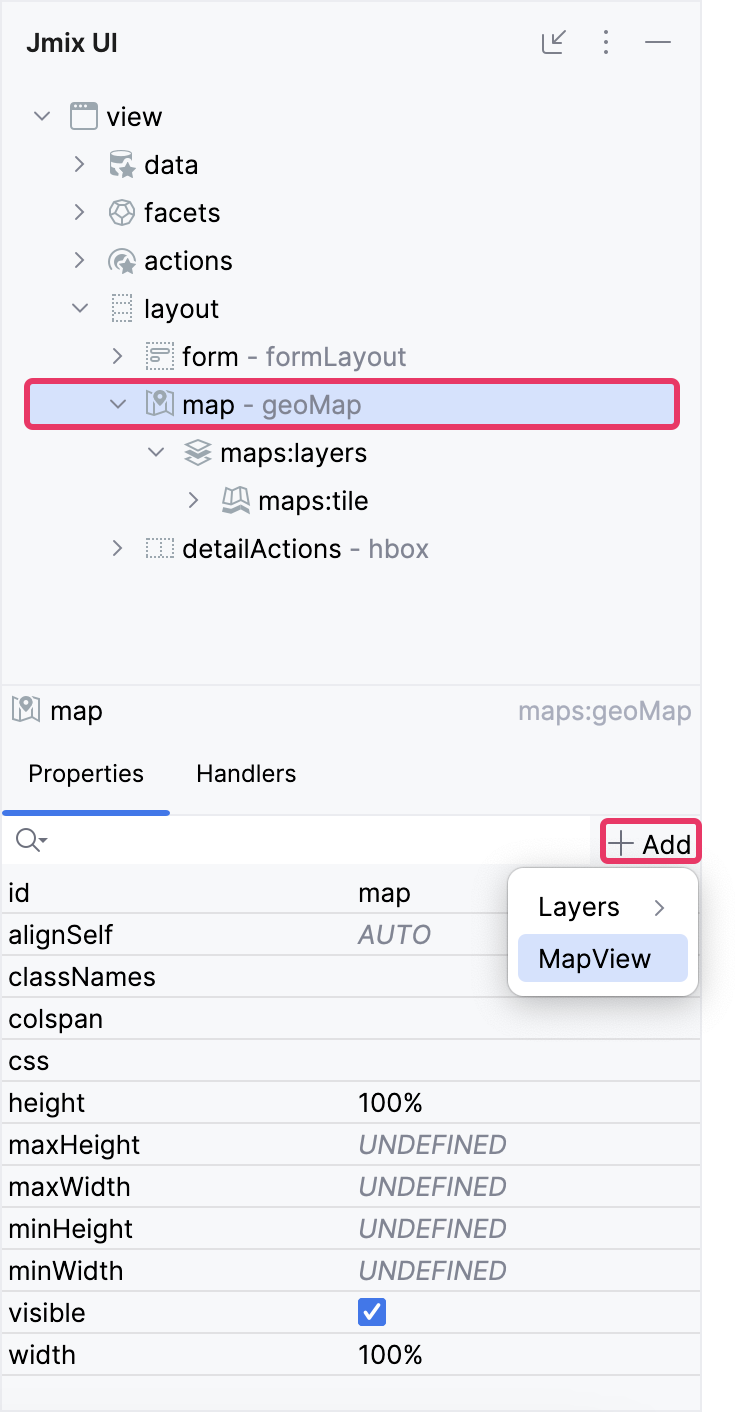 Jmix UI
view
data
facets
actions
layout
form - formLayout
map - geoMap
maps:layers
maps:tile
detailActions - hbox
map maps:geoMap
Properties Handlers
Add
Layers
MapView
id map
alignSelf AUTO
classNames
colspan
css
height 100%
maxHeight UNDEFINED
maxWidth UNDEFINED
minHeight UNDEFINED
minWidth UNDEFINED
visible
width 100%